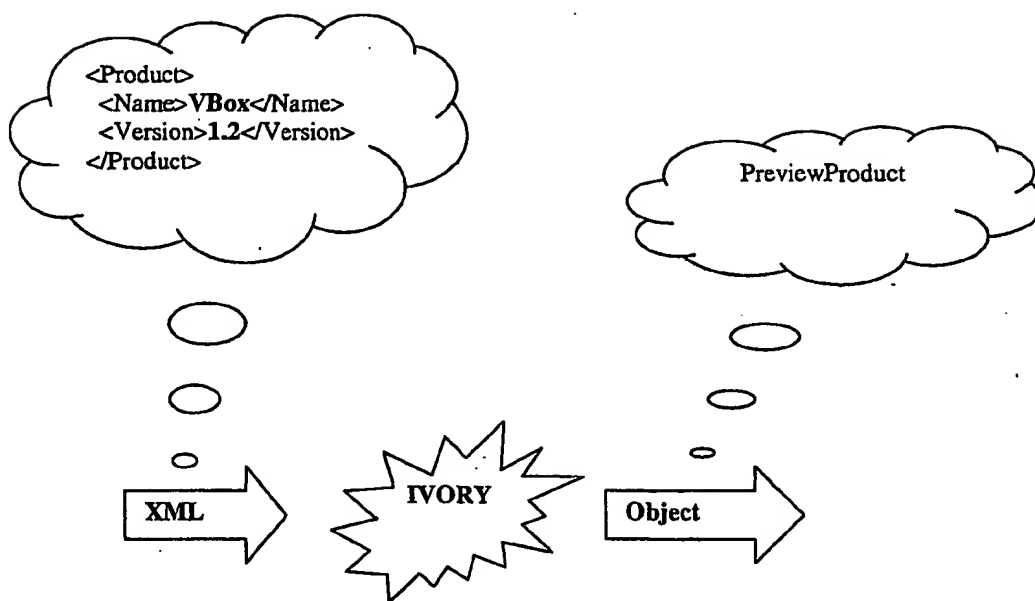 <Product>
<Name>VBox</Name>
<Version>1.2</Version>
</Product>
PreviewProduct
XML
IVORY
Object